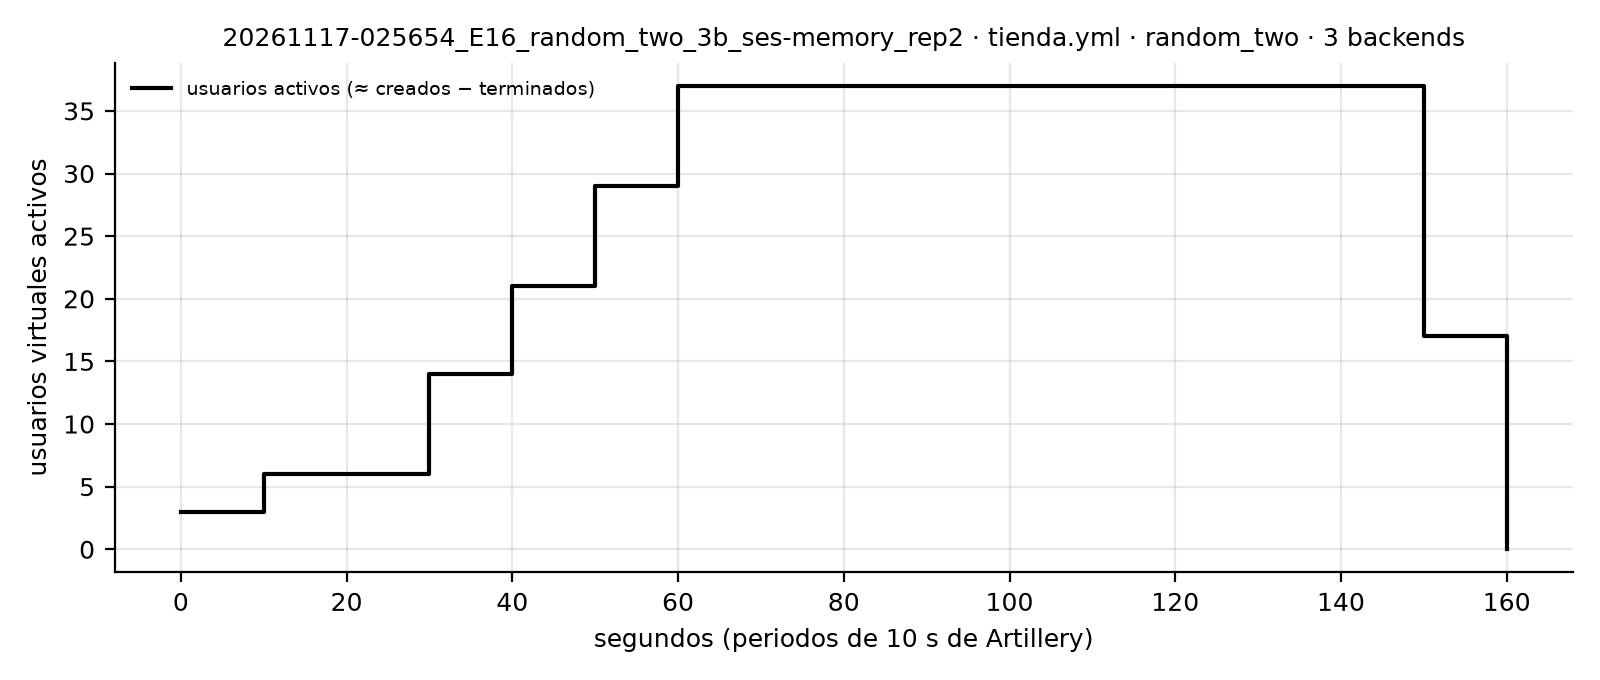 20261117-025654_E16_random_two_3b_ses-memory_rep2 · tienda.yml · random_two · 3 backends
usuarios activos (≈ creados − terminados)
usuarios virtuales activos
35
30
25
20
15
10
5
0
0 20 40 60 80 100 120 140 160
segundos (periodos de 10 s de Artillery)